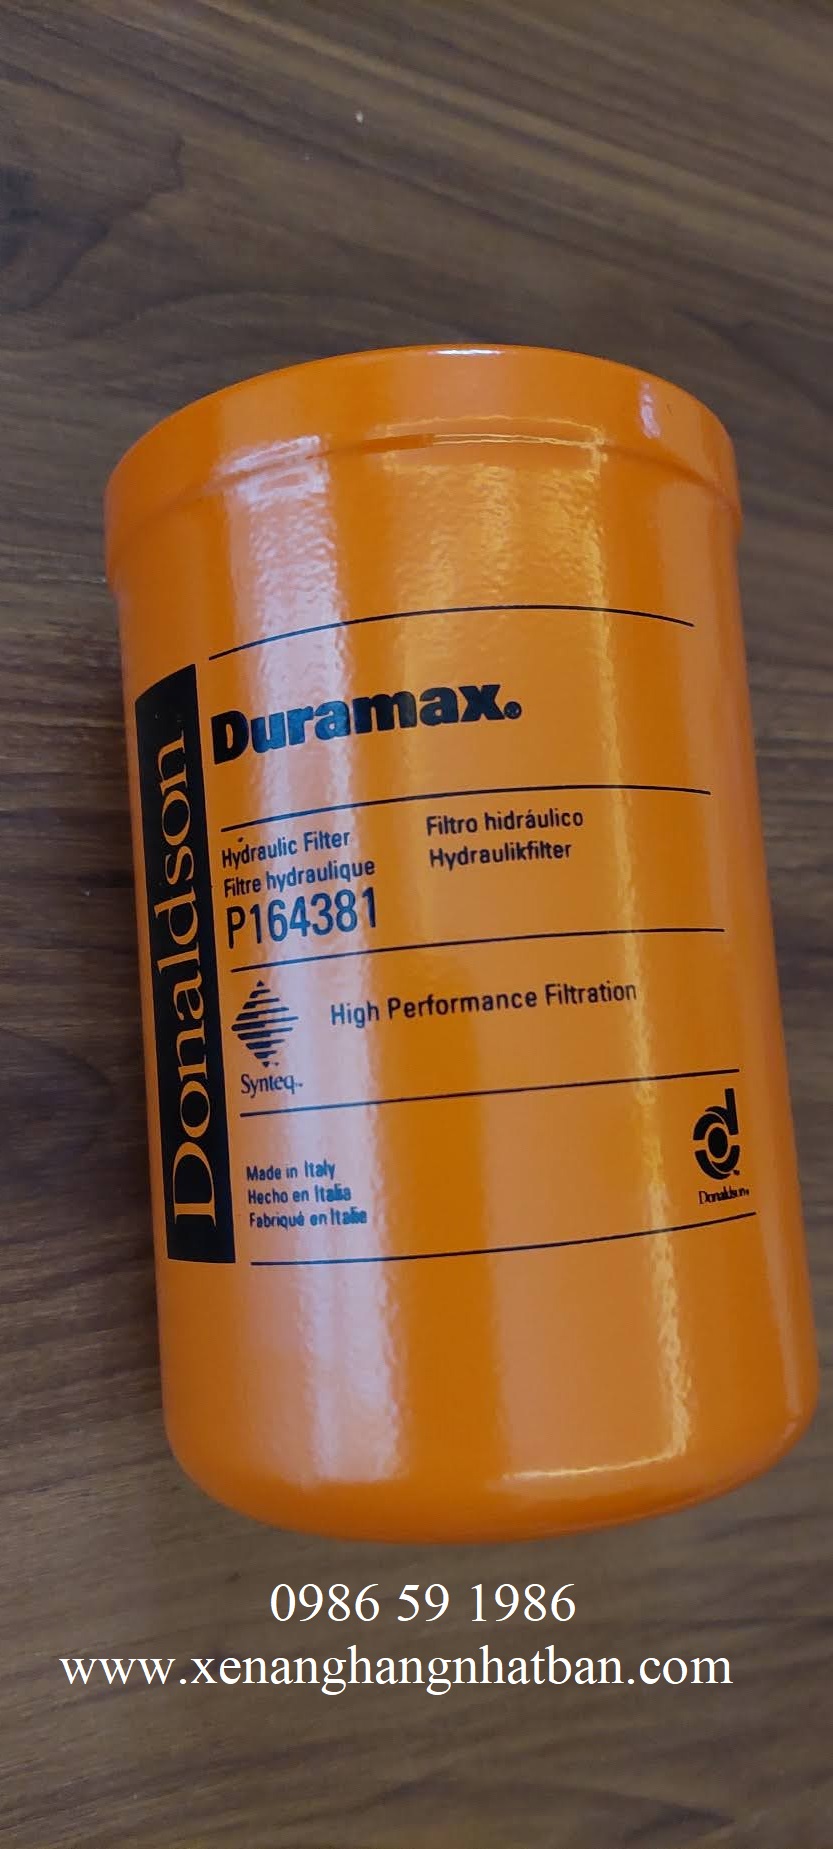 Donaldson
Duramax®
Hydraulic Filter
Filtre hydraulique
Filtro hidráulico
Hydraulikfilter
P164381
High Performance Filtration
Synteq™
Made in Italy
Hecho en Italia
Fabriqué en Italie
Donaldson
0986 59 1986
www.xenanghangnhatban.com